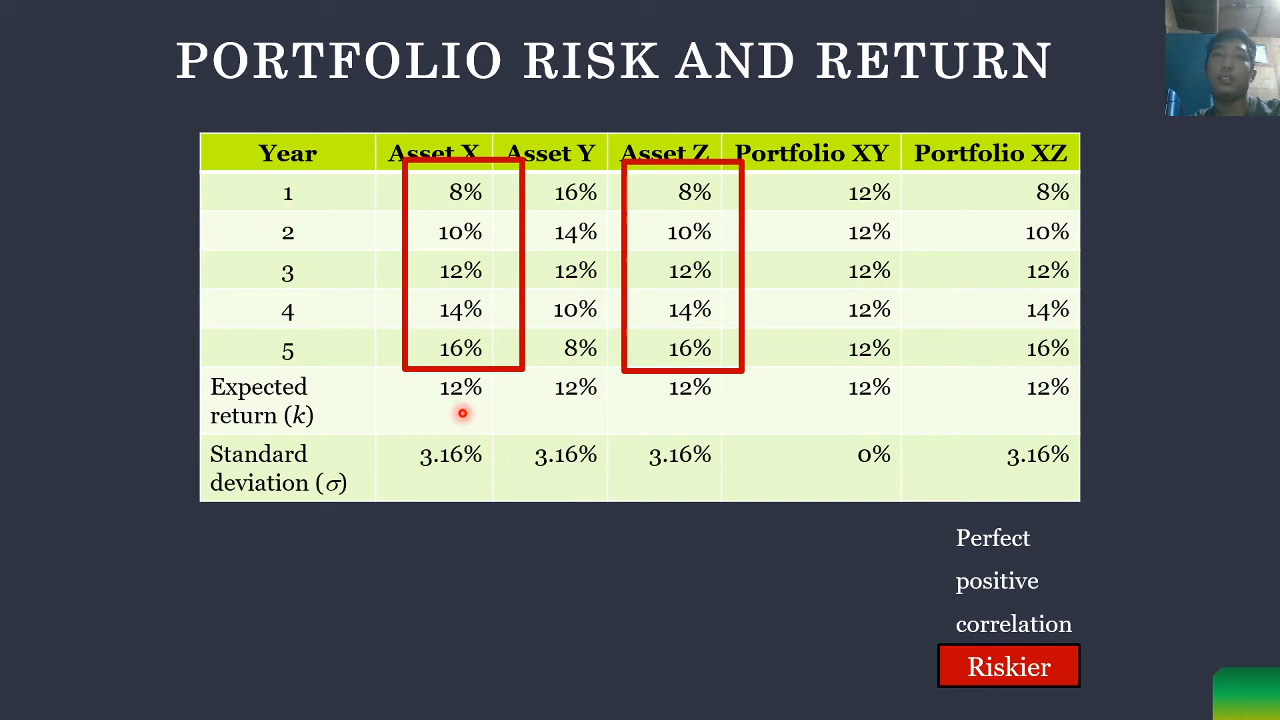 PORTFOLIO RISK AND RETURN
Year Asset X Asset Y Asset Z Portfolio XY Portfolio XZ
1 8% 16% 8% 12% 8%
2 10% 14% 10% 12% 10%
3 12% 12% 12% 12% 12%
4 14% 10% 14% 12% 14%
5 16% 8% 16% 12% 16%
Expected 12% 12% 12% 12% 12%
return (k)
Standard 3.16% 3.16% 3.16% 0% 3.16%
deviation (σ)
Perfect
positive
correlation
Riskier